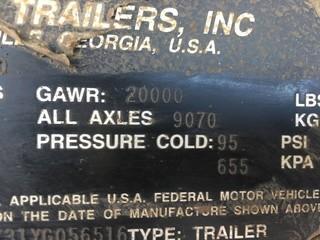 TRAILERS, INC
GEORGIA, U.S.A.
GAWR: 20000 LBS
ALL AXLES 9070 KG
PRESSURE COLD: 95 PSI
655 KPA
APPLICABLE U.S.A. FEDERAL MOTOR VEHICLE
ON THE DATE OF MANUFACTURE SHOWN ABOVE
TYPE: TRAILER